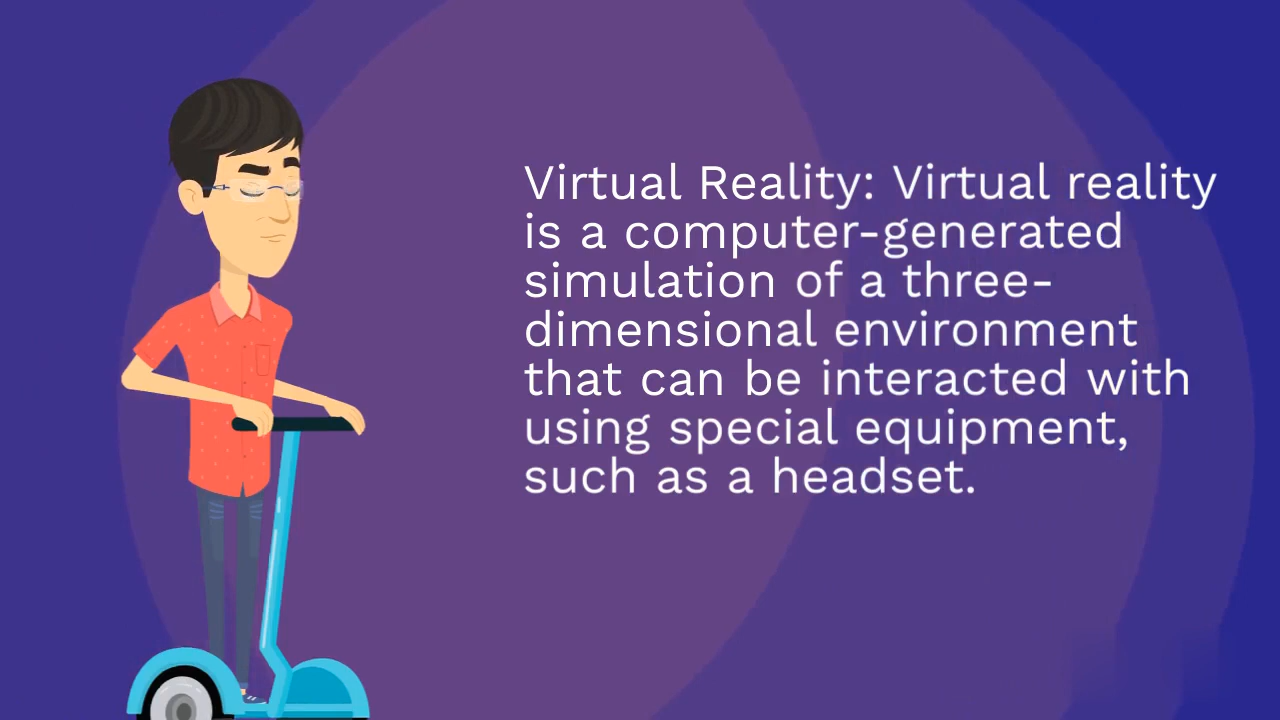 Virtual Reality: Virtual reality
is a computer-generated
simulation of a three-
dimensional environment
that can be interacted with
using special equipment,
such as a headset.